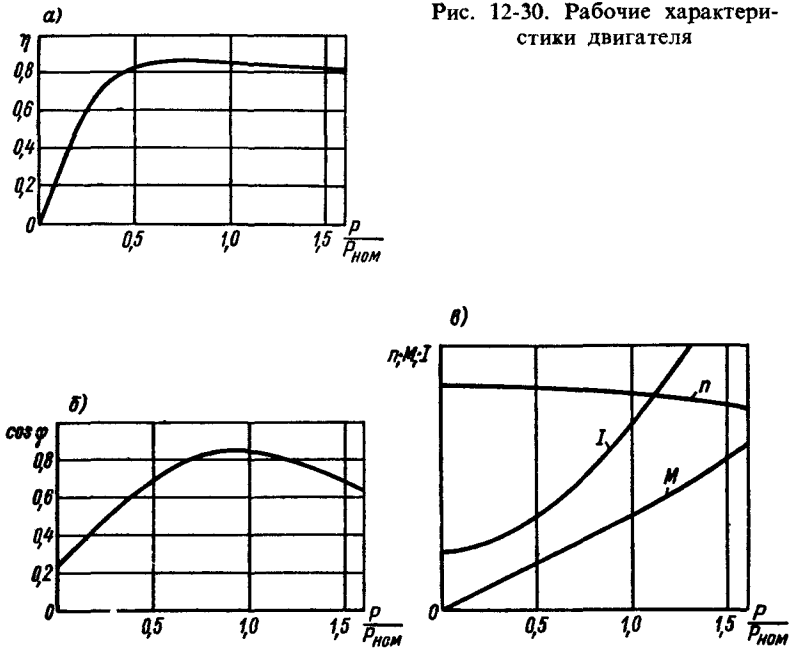 Рис. 12-30. Рабочие характери-
стики двигателя
а)
η
0,8
0,6
0,4
0,2
0
0,5 1,0 1,5 P/Pном
б)
cos φ
0,8
0,6
0,4
0,2
0
0,5 1,0 1,5 P/Pном
в)
n;M;I
n
I
M
0
0,5 1,0 1,5 P/Pном